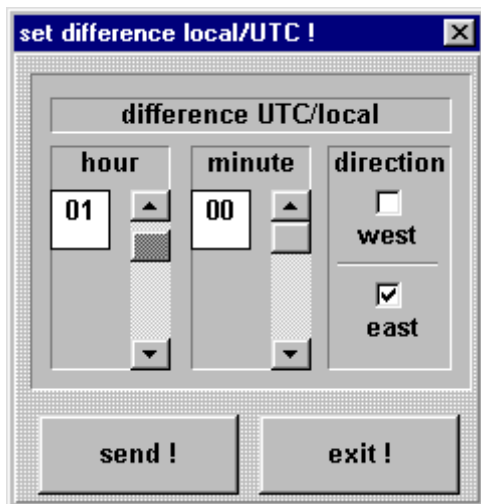 set difference local/UTC !
difference UTC/local
hour minute direction
01 00
west
east
send ! exit !